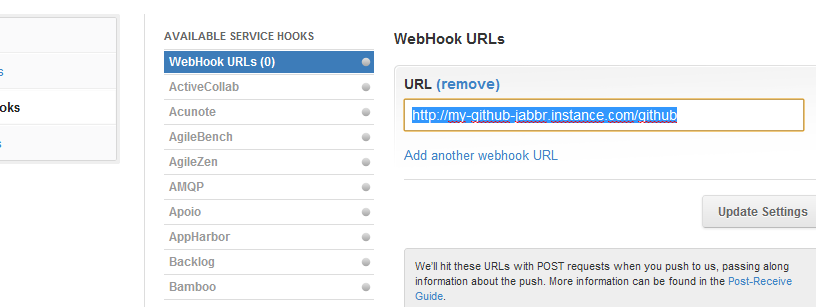 s
oks
s
AVAILABLE SERVICE HOOKS
WebHook URLs (0)
ActiveCollab
Acunote
AgileBench
AgileZen
AMQP
Apoio
AppHarbor
Backlog
Bamboo
WebHook URLs
URL (remove)
http://my-github-jabbr.instance.com/github
Add another webhook URL
Update Settings
We'll hit these URLs with POST requests when you push to us, passing along
information about the push. More information can be found in the Post-Receive
Guide.